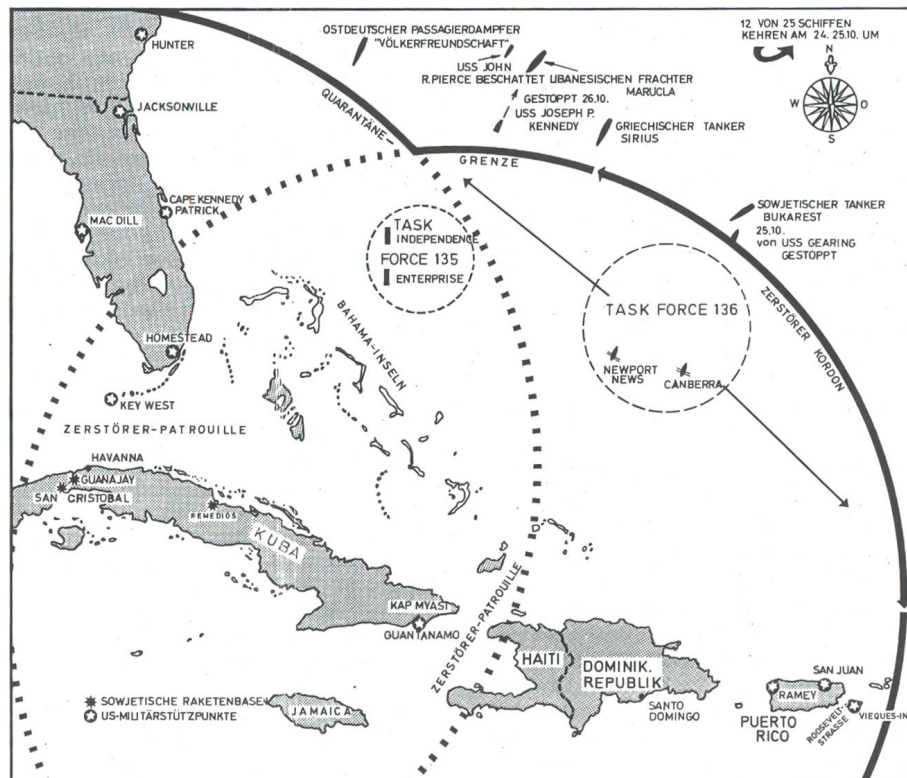 OSTDEUTSCHER PASSAGIERDAMPFER
"VÖLKERFREUNDSCHAFT"
12 VON 25 SCHIFFEN
KEHREN AM 24. 25.10. UM
N
W
O
S
HUNTER
USS JOHN
R.PIERCE BESCHATTET LIBANESISCHEN FRACHTER
MARUCLA
GESTOPPT 26.10.
USS JOSEPH P.
KENNEDY
JACKSONVILLE
QUARANTÄNE-
GRENZE
GRIECHISCHER TANKER
SIRIUS
CAPE KENNEDY
PATRICK
MAC DILL
SOWJETISCHER TANKER
BUKAREST
25.10.
von USS GEARING
GESTOPPT
TASK
INDEPENDENCE
FORCE 135
ENTERPRISE
TASK FORCE 136
ZERSTÖRER KORDON
BAHAMA-INSELN
HOMESTEAD
NEWPORT
NEWS
CANBERRA
KEY WEST
ZERSTÖRER-PATROUILLE
HAVANNA
GUANAJAY
SAN CRISTOBAL
REMEDIOS
KUBA
KAP MYASI
GUANTANAMO
ZERSTÖRER-PATROUILLE
HAITI
DOMINIK.
REPUBLIK
SANTO
DOMINGO
SAN JUAN
RAMEY
PUERTO
RICO
ROOSEVELT-
STRASSE
VIEQUES-IN
SOWJETISCHE RAKETENBASEN
US-MILITÄRSTÜTZPUNKTE
JAMAICA